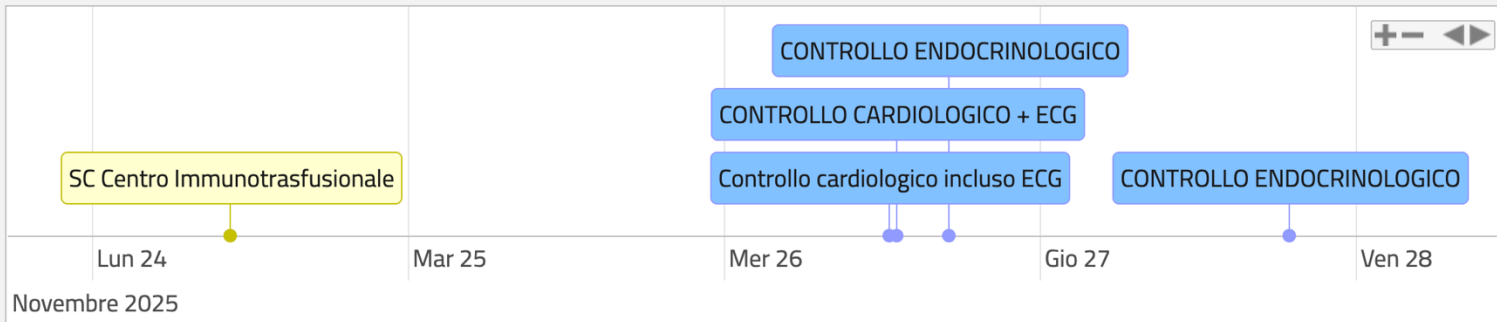 CONTROLLO ENDOCRINOLOGICO
CONTROLLO CARDIOLOGICO + ECG
SC Centro Immunotrasfusionale
Controllo cardiologico incluso ECG
CONTROLLO ENDOCRINOLOGICO
Lun 24
Mar 25
Mer 26
Gio 27
Ven 28
Novembre 2025